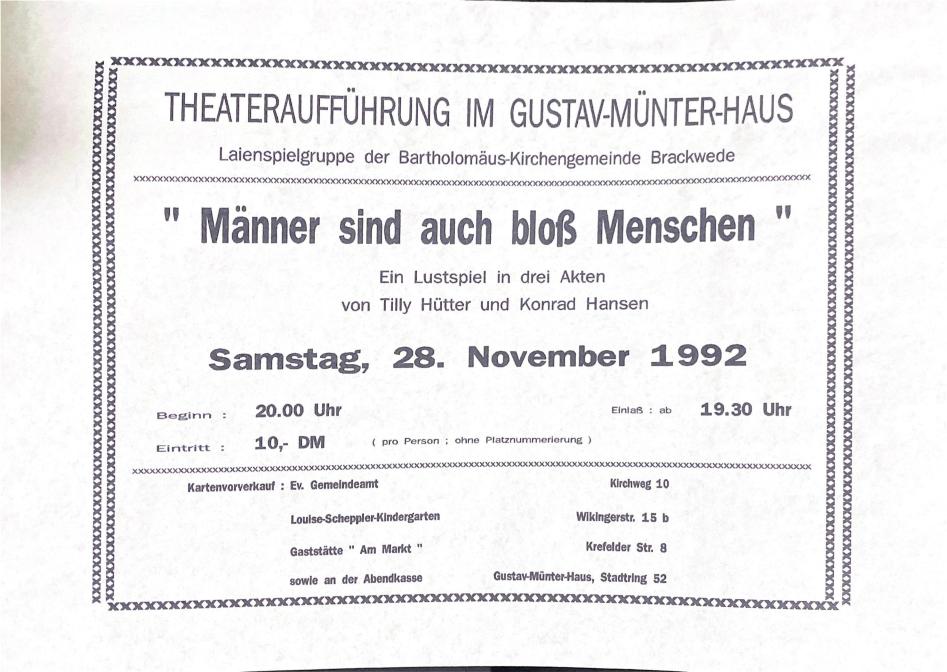 THEATERAUFFÜHRUNG IM GUSTAV-MÜNTER-HAUS
Laienspielgruppe der Bartholomäus-Kirchengemeinde Brackwede
" Männer sind auch bloß Menschen "
Ein Lustspiel in drei Akten
von Tilly Hütter und Konrad Hansen
Samstag, 28. November 1992
Beginn : 20.00 Uhr Einlaß : ab 19.30 Uhr
Eintritt : 10,- DM ( pro Person ; ohne Platznummerierung )
Kartenvorverkauf : Ev. Gemeindeamt Kirchweg 10
Louise-Scheppler-Kindergarten Wikingerstr. 15 b
Gaststätte " Am Markt " Krefelder Str. 8
sowie an der Abendkasse Gustav-Münter-Haus, Stadtring 52